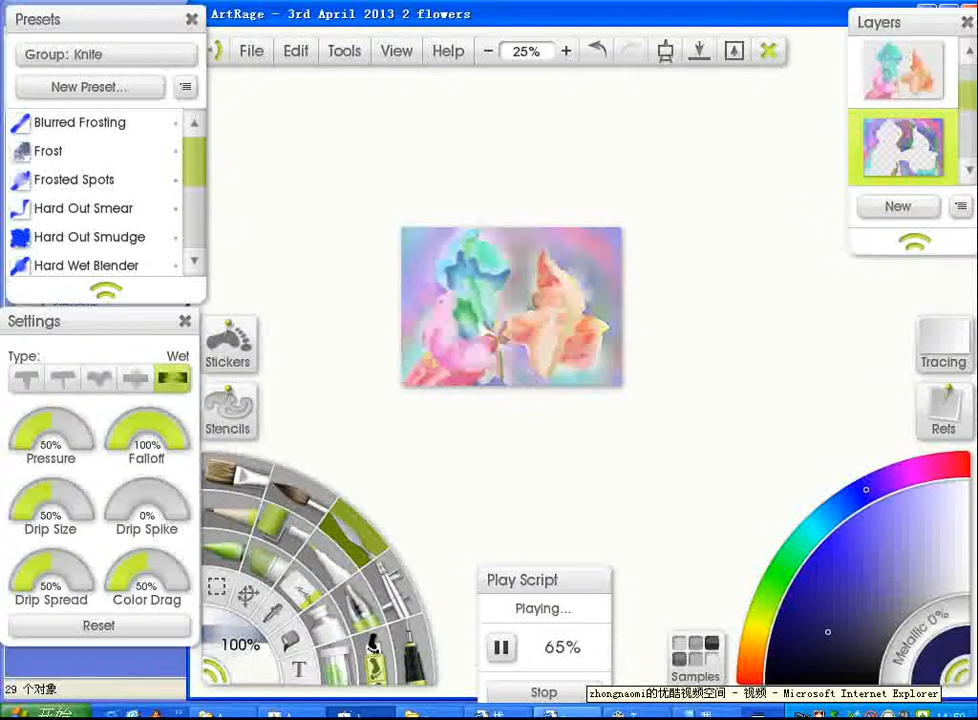 ArtRage - 3rd April 2013 2 flowers
Presets
Group: Knife
New Preset...
Blurred Frosting
Frost
Frosted Spots
Hard Out Smear
Hard Out Smudge
Hard Wet Blender
File Edit Tools View Help 25%
Layers
New
Settings
Type: Wet
50% 100%
Pressure Falloff
50% 0%
Drip Size Drip Spike
50% 50%
Drip Spread Color Drag
Reset
Stickers
Stencils
Tracing
Refs
100%
T
Play Script
Playing...
65%
Stop
Samples
Metallic 0%
29 个对象
zhongnaomi的优酷视频空间 - 视频 - Microsoft Internet Explorer
开始